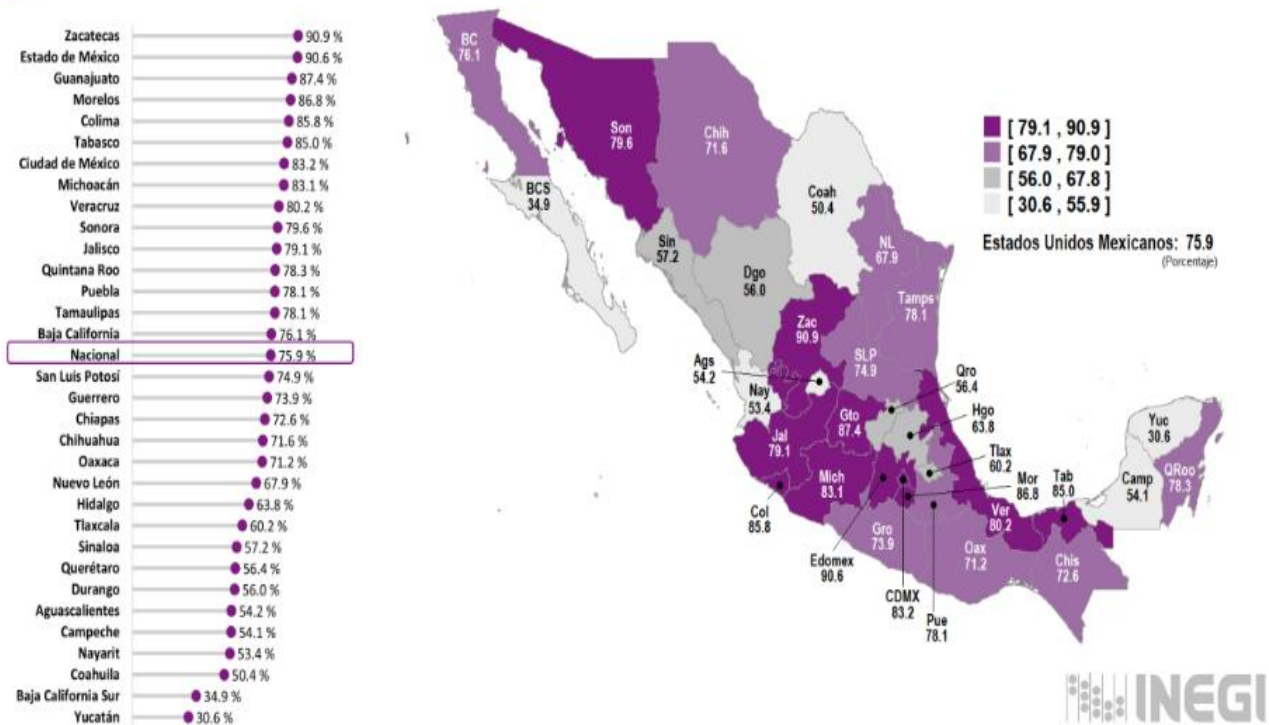 Zacatecas 90.9 %
Estado de México 90.6 %
Guanajuato 87.4 %
Morelos 86.8 %
Colima 85.8 %
Tabasco 85.0 %
Ciudad de México 83.2 %
Michoacán 83.1 %
Veracruz 80.2 %
Sonora 79.6 %
Jalisco 79.1 %
Quintana Roo 78.3 %
Puebla 78.1 %
Tamaulipas 78.1 %
Baja California 76.1 %
Nacional 75.9 %
San Luis Potosí 74.9 %
Guerrero 73.9 %
Chiapas 72.6 %
Chihuahua 71.6 %
Oaxaca 71.2 %
Nuevo León 67.9 %
Hidalgo 63.8 %
Tlaxcala 60.2 %
Sinaloa 57.2 %
Querétaro 56.4 %
Durango 56.0 %
Aguascalientes 54.2 %
Campeche 54.1 %
Nayarit 53.4 %
Coahuila 50.4 %
Baja California Sur 34.9 %
Yucatán 30.6 %
BC
76.1
Son
79.6
Chih
71.6
BCS
34.9
Coah
50.4
Sin
57.2
Dgo
56.0
NL
67.9
Tamps
78.1
Zac
90.9
SLP
74.9
Ags
54.2
Nay
53.4
Qro
56.4
Hgo
63.8
Gto
87.4
Jal
79.1
Tlax
60.2
Mich
83.1
Mor
86.8
Tab
85.0
Yuc
30.6
Camp
54.1
QRoo
78.3
Col
85.8
Ver
80.2
Gro
73.9
Oax
71.2
Chis
72.6
Edomex
90.6
CDMX
83.2
Pue
78.1
[ 79.1 , 90.9 ]
[ 67.9 , 79.0 ]
[ 56.0 , 67.8 ]
[ 30.6 , 55.9 ]
Estados Unidos Mexicanos: 75.9
(Porcentaje)
INEGI